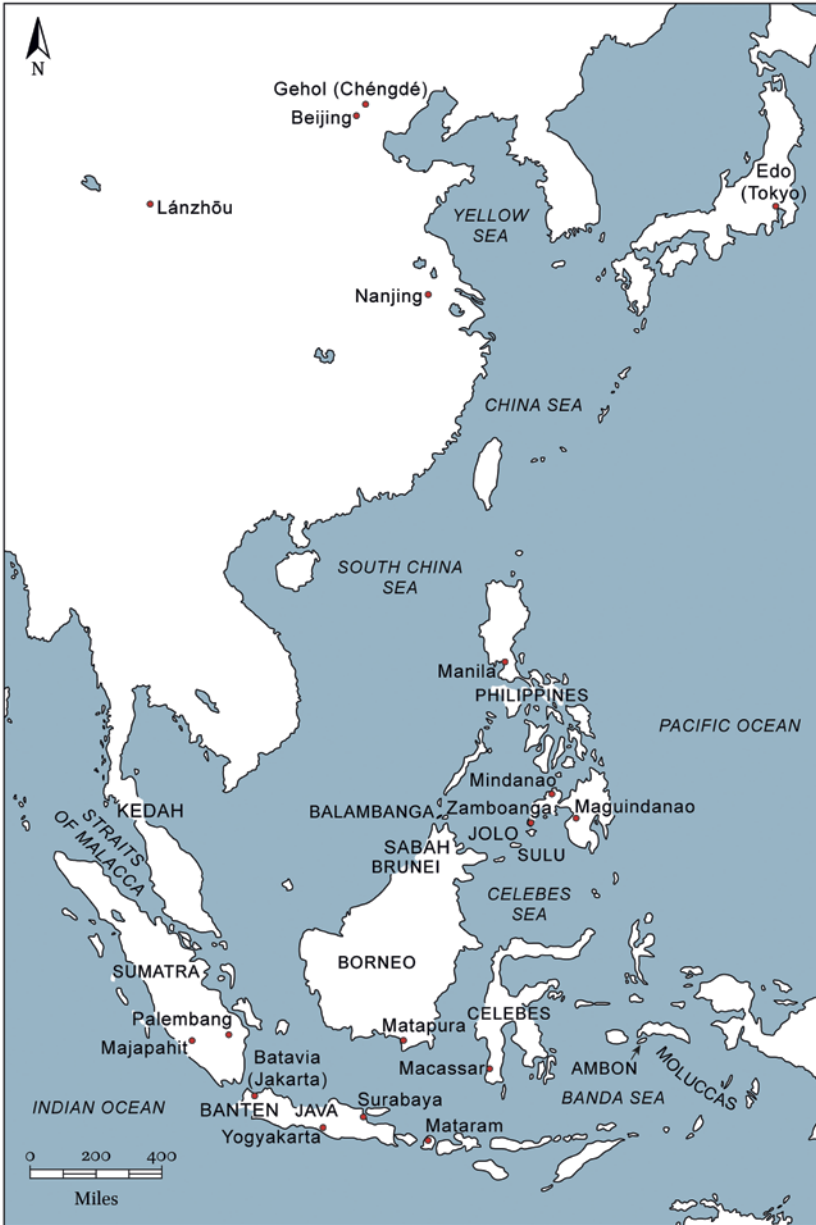 N
Gehol (Chéngdé)
Beijing
Edo
(Tokyo)
Lánzhōu
YELLOW
SEA
Nanjing
CHINA SEA
SOUTH CHINA
SEA
Manila
PHILIPPINES
PACIFIC OCEAN
Mindanao
KEDAH
BALAMBANGA
Zamboanga
Maguindanao
STRAITS
OF MALACCA
JOLO
SABAH
SULU
BRUNEI
CELEBES
SEA
BORNEO
SUMATRA
CELEBES
Palembang
Matapura
Majapahit
Batavia
(Jakarta)
Macassar
AMBON
MOLUCCAS
BANDA SEA
INDIAN OCEAN
BANTEN
JAVA
Surabaya
Yogyakarta
Mataram
0 200 400
Miles